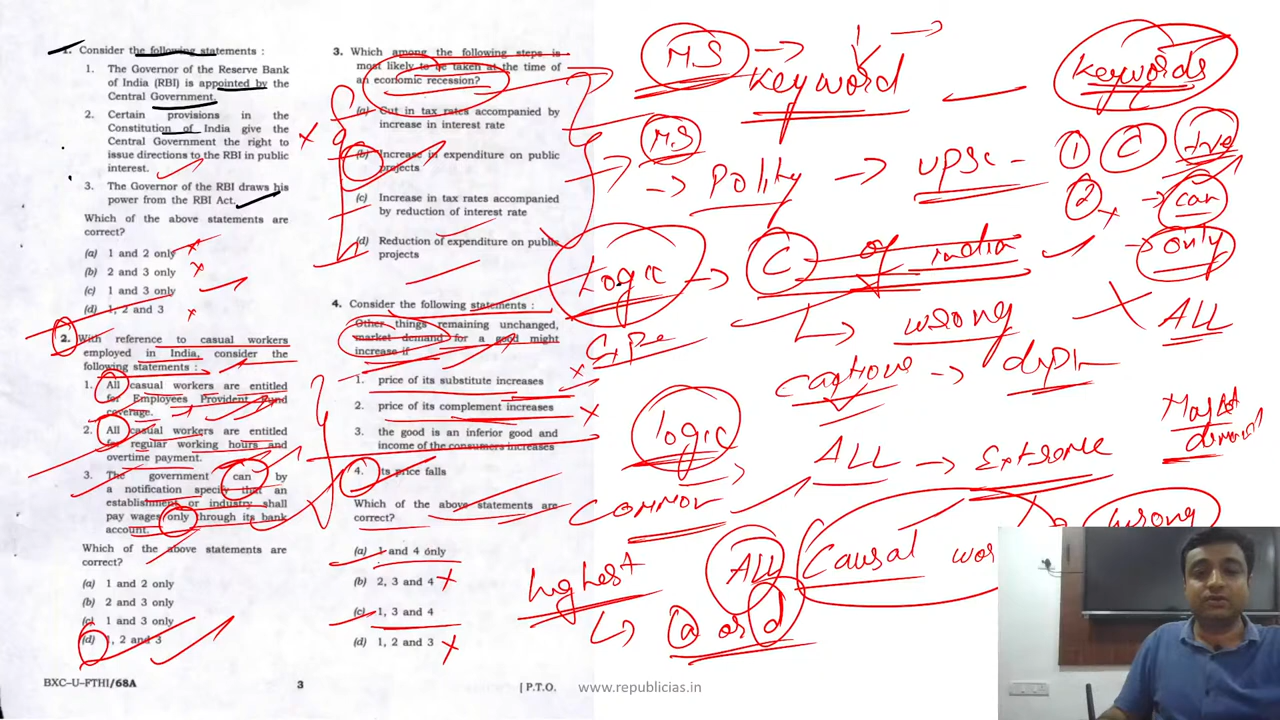 1. Consider the following statements :
1. The Governor of the Reserve Bank
of India (RBI) is appointed by the
Central Government.
2. Certain provisions in the
Constitution of India give the
Central Government the right to
issue directions to the RBI in public
interest.
3. The Governor of the RBI draws his
power from the RBI Act.
Which of the above statements are
correct?
(a) 1 and 2 only
(b) 2 and 3 only
(c) 1 and 3 only
(d) 1, 2 and 3
2. With reference to casual workers
employed in India, consider the
following statements :
1. All casual workers are entitled
for Employees Provident Fund
coverage.
2. All casual workers are entitled
for regular working hours and
overtime payment.
3. The government can by
a notification specify that an
establishment or industry shall
pay wages only through its bank
account.
Which of the above statements are
correct?
(a) 1 and 2 only
(b) 2 and 3 only
(c) 1 and 3 only
(d) 1, 2 and 3
BXC-U-FTHI/68A
3
3. Which among the following steps is
most likely to be taken at the time of
an economic recession?
(a) Cut in tax rates accompanied by
increase in interest rate
(b) Increase in expenditure on public
projects
(c) Increase in tax rates accompanied
by reduction of interest rate
(d) Reduction of expenditure on public
projects
4. Consider the following statements :
Other things remaining unchanged,
market demand for a good might
increase if
1. price of its substitute increases
2. price of its complement increases
3. the good is an inferior good and
income of the consumers increases
4. its price falls
Which of the above statements are
correct?
(a) 1 and 4 only
(b) 2, 3 and 4
(c) 1, 3 and 4
(d) 1, 2 and 3
[ P.T.O.
www.republicias.in
M.S
keyword
keywords
M.S
Polity
UPSC
1 C
2
can
only
ALL
Logic
C of india
wrong
logic
ALL
Extreme
Common
Market
demand
highest
ALL
Causal
wrong
a or d